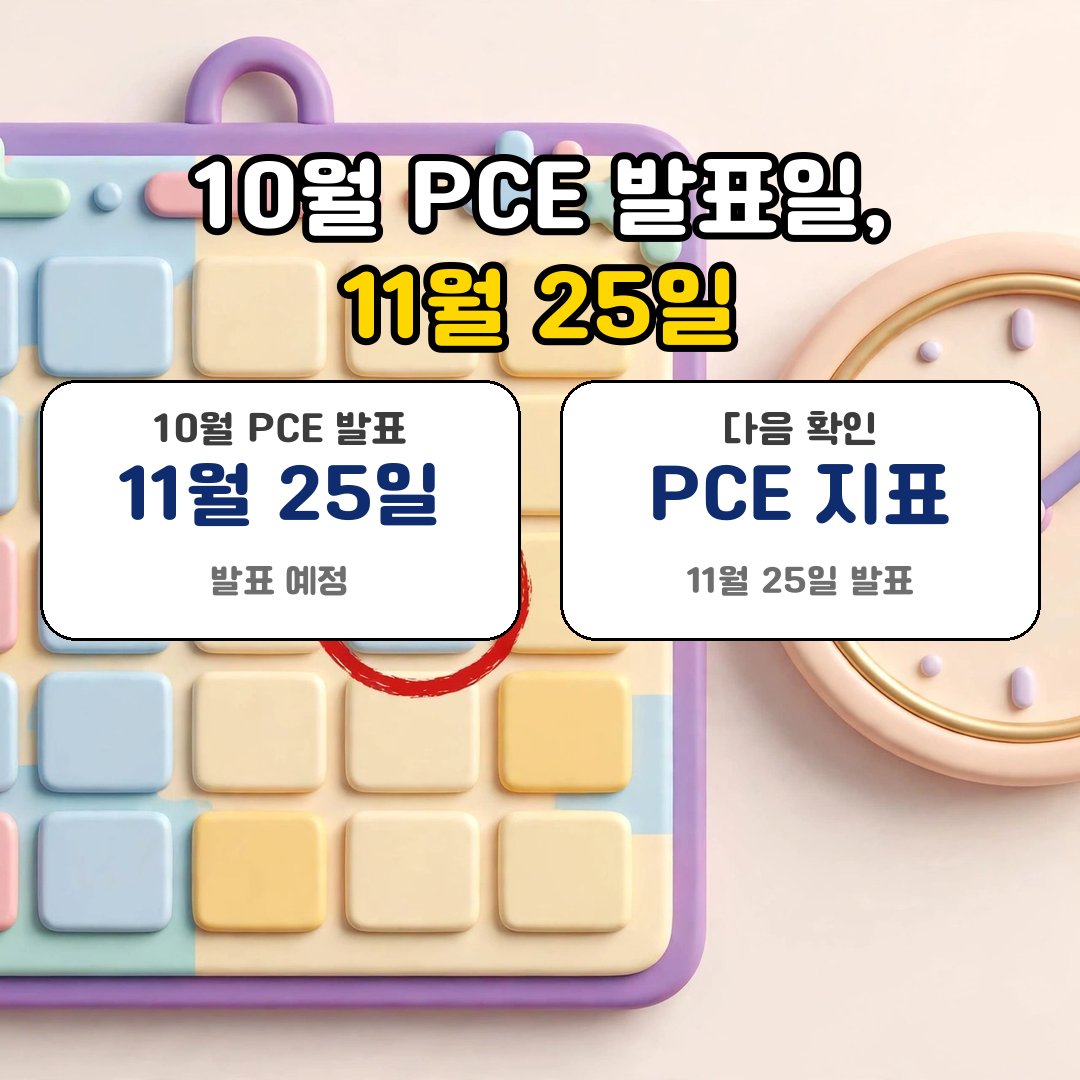 10월 PCE 발표일,
11월 25일
10월 PCE 발표
11월 25일
발표 예정
다음 확인
PCE 지표
11월 25일 발표